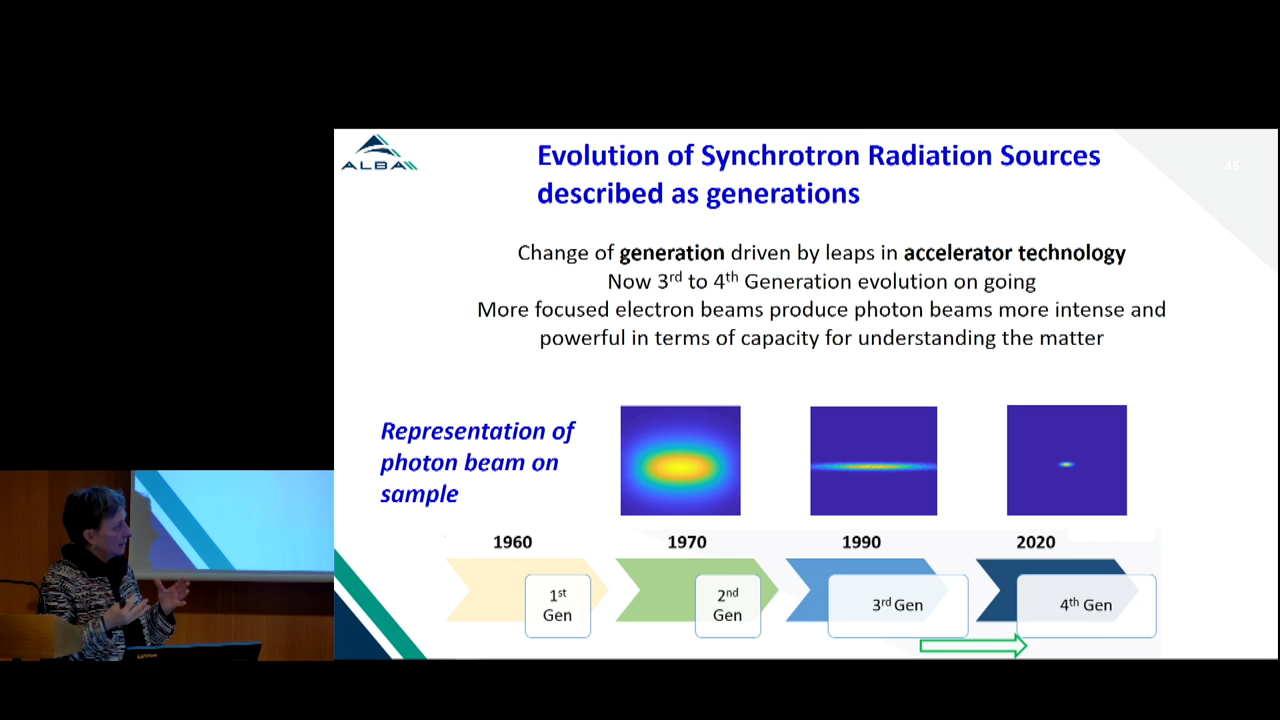 ALBA
Evolution of Synchrotron Radiation Sources
described as generations
45
Change of generation driven by leaps in accelerator technology
Now 3rd to 4th Generation evolution on going
More focused electron beams produce photon beams more intense and
powerful in terms of capacity for understanding the matter
Representation of
photon beam on
sample
1960
1970
1990
2020
1st
Gen
2nd
Gen
3rd Gen
4th Gen
Lenovo